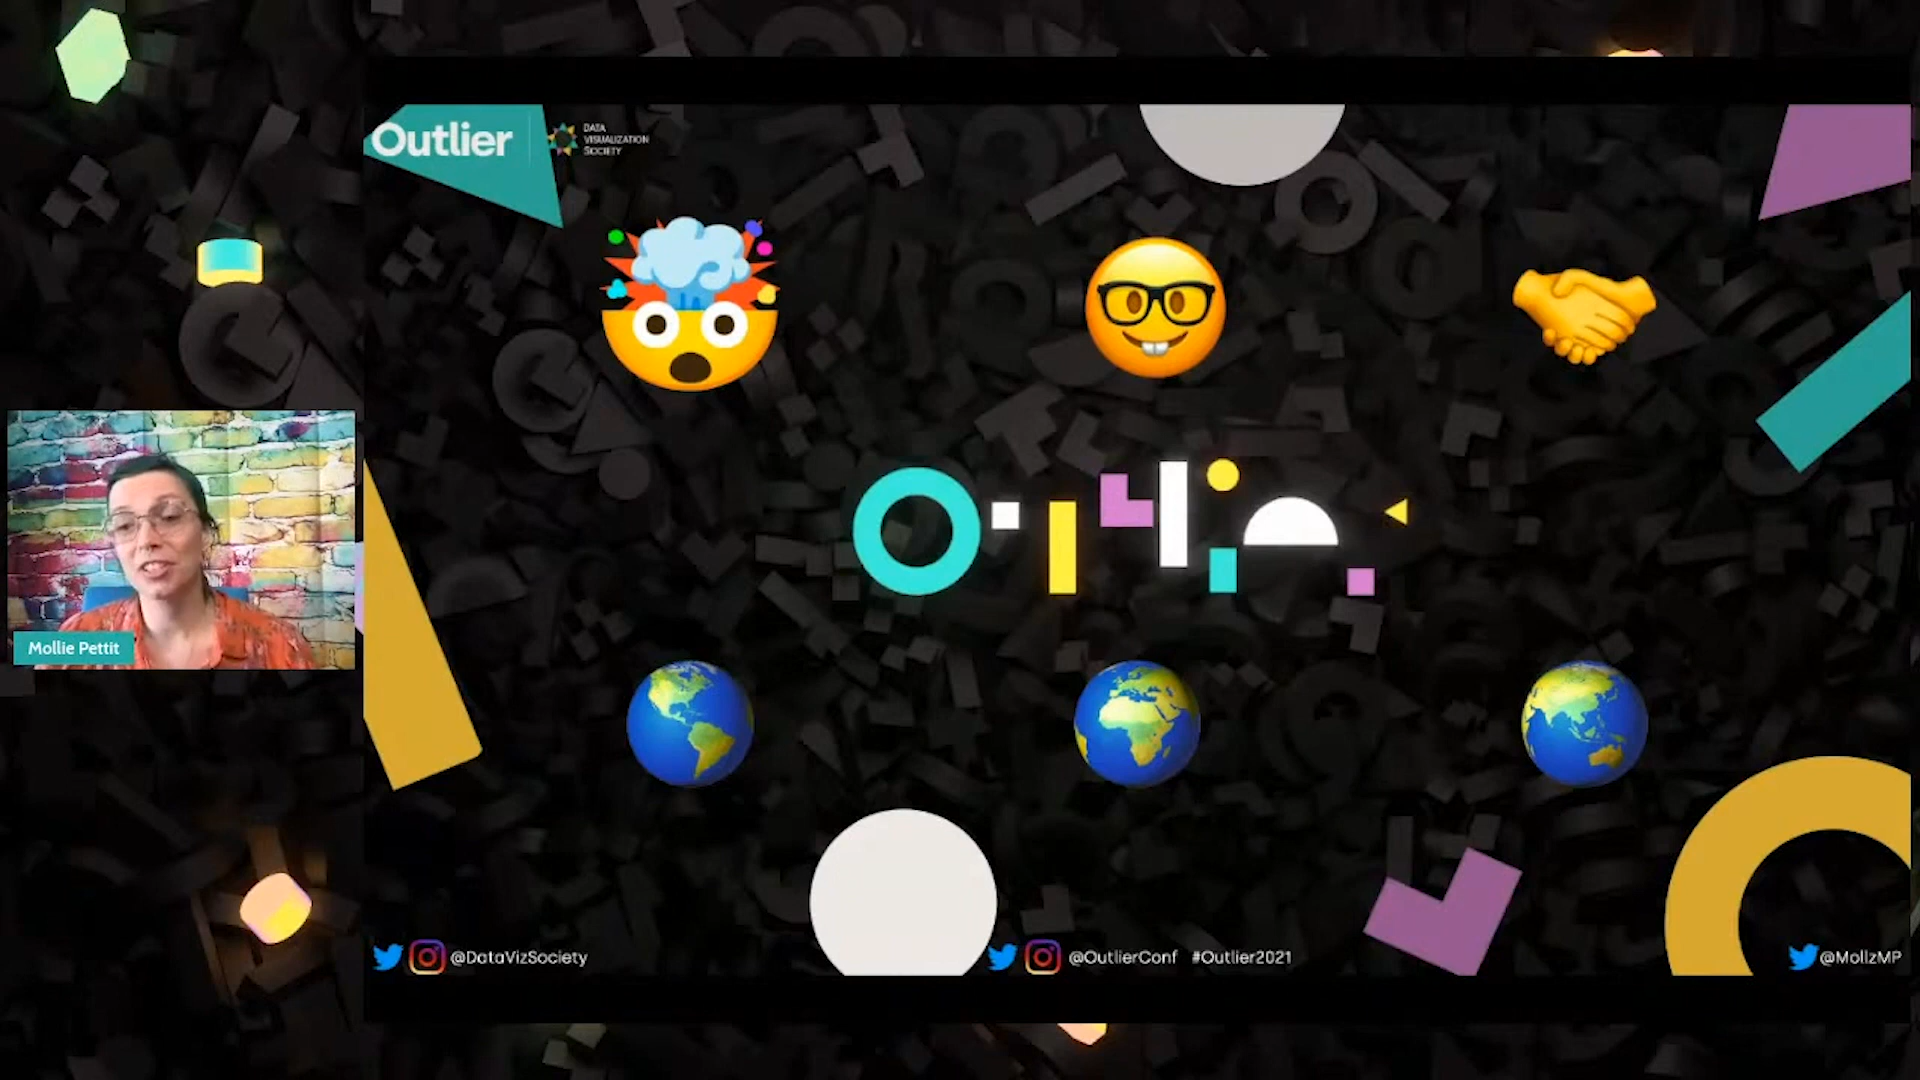 Outlier
DATA
VISUALIZATION
SOCIETY
Mollie Pettit
@DataVizSociety
@OutlierConf #Outlier2021
@MollzMP